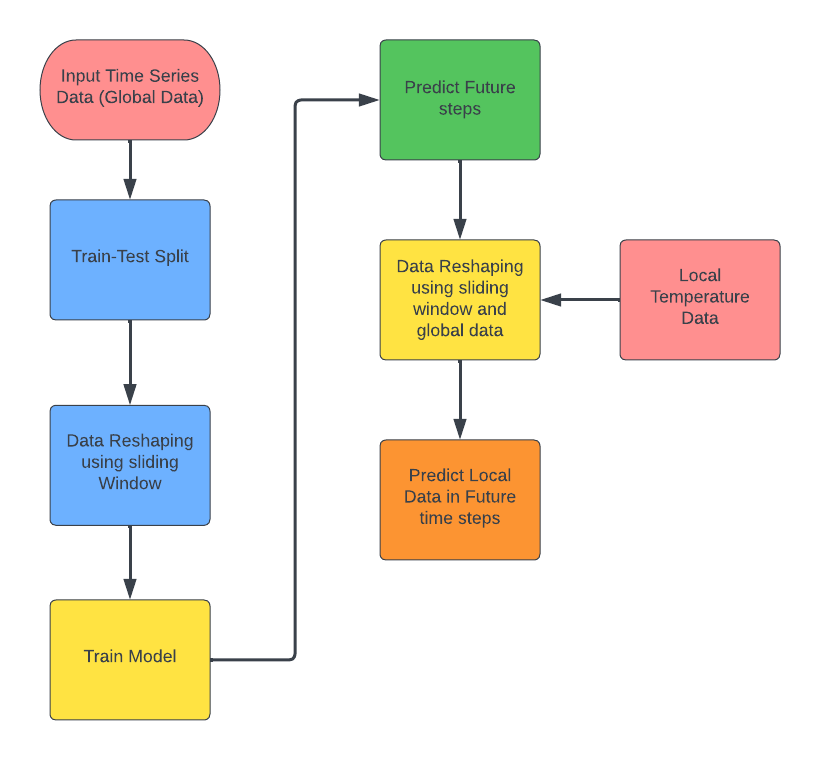 Input Time Series
Data (Global Data)
Train-Test Split
Data Reshaping
using sliding
Window
Train Model
Predict Future
steps
Data Reshaping
using sliding
window and
global data
Local
Temperature
Data
Predict Local
Data in Future
time steps